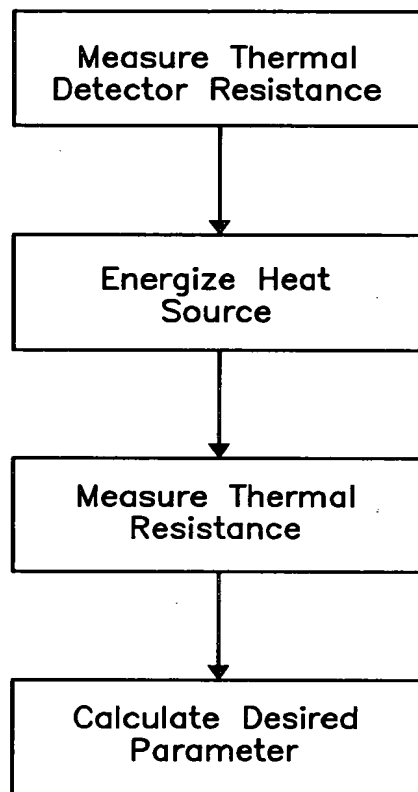 Measure Thermal
Detector Resistance
Energize Heat
Source
Measure Thermal
Resistance
Calculate Desired
Parameter